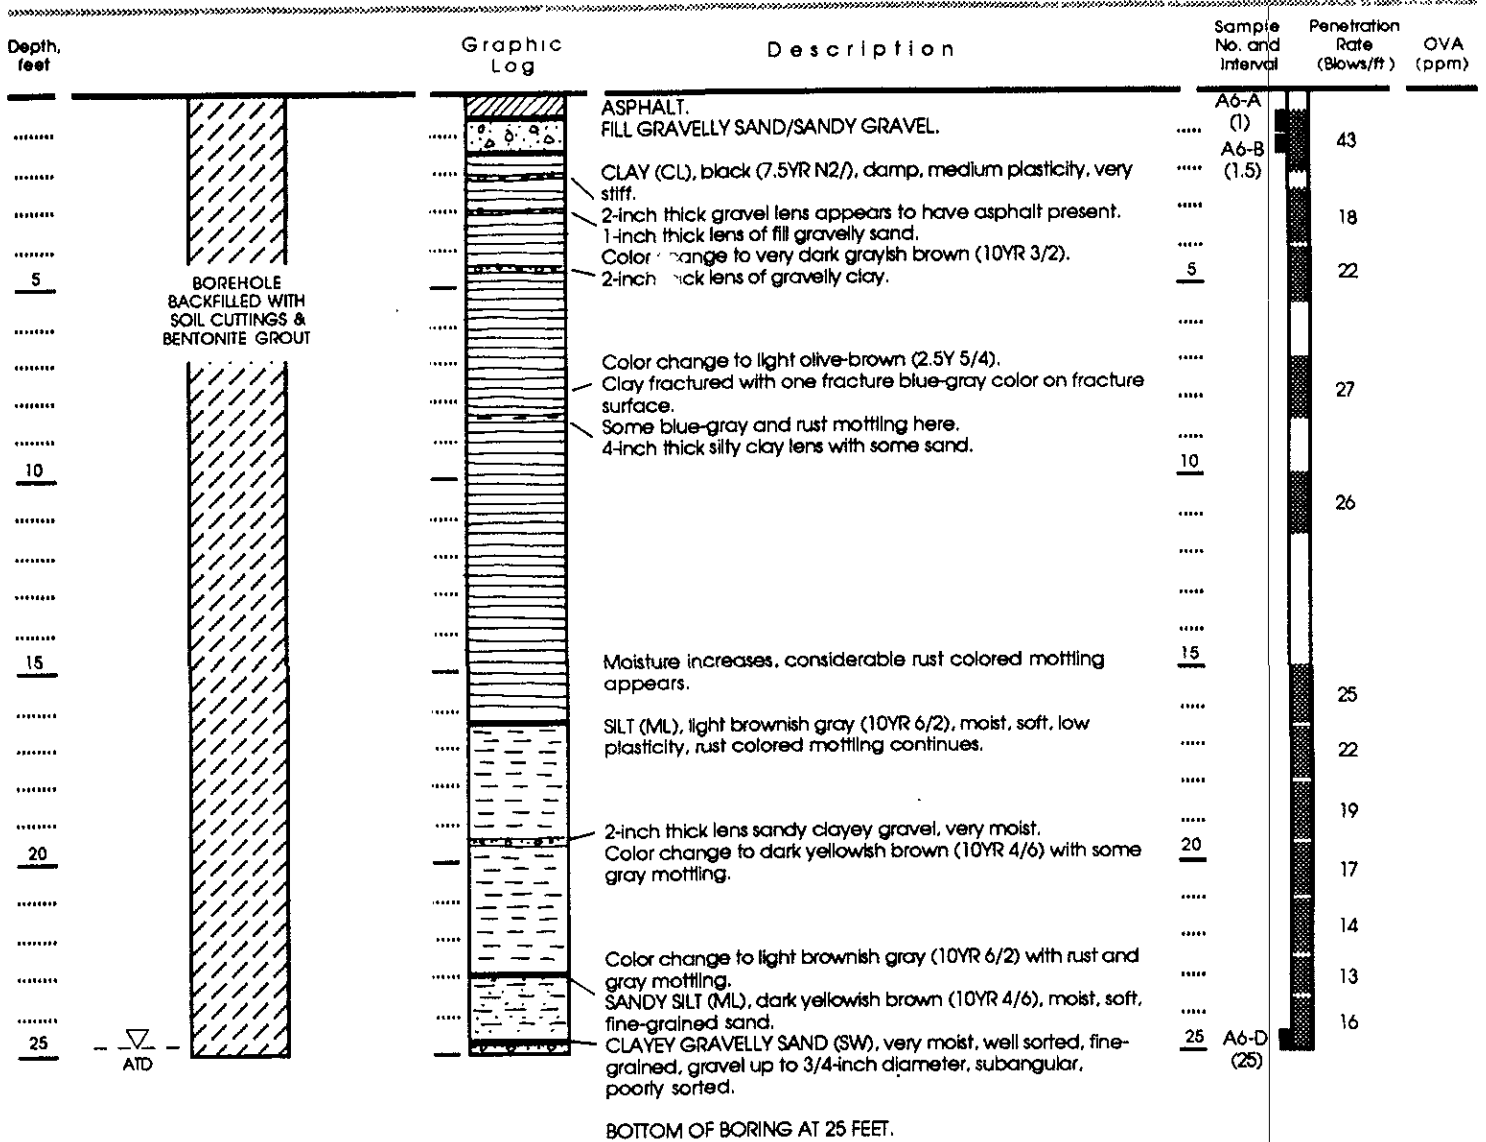 Depth,
feet
Graphic
Log
Description
Sample
No. and
Interval
Penetration
Rate
(Blows/ft)
OVA
(ppm)
ASPHALT.
FILL GRAVELLY SAND/SANDY GRAVEL.
A6-A
(1)
A6-B
(1.5)
43
CLAY (CL), black (7.5YR N2/), damp, medium plasticity, very
stiff.
2-inch thick gravel lens appears to have asphalt present.
1-inch thick lens of fill gravelly sand.
18
Color ange to very dark grayish brown (10YR 3/2).
2-inch ick lens of gravelly clay.
5
5
22
BOREHOLE
BACKFILLED WITH
SOIL CUTTINGS &
BENTONITE GROUT
Color change to light olive-brown (2.5Y 5/4).
Clay fractured with one fracture blue-gray color on fracture
surface.
27
Some blue-gray and rust mottling here.
4-inch thick silty clay lens with some sand.
10
10
26
15
Moisture increases, considerable rust colored mottling
appears.
15
25
SILT (ML), light brownish gray (10YR 6/2), moist, soft, low
plasticity, rust colored mottling continues.
22
19
2-inch thick lens sandy clayey gravel, very moist.
20
Color change to dark yellowish brown (10YR 4/6) with some
gray mottling.
20
17
14
Color change to light brownish gray (10YR 6/2) with rust and
gray mottling.
13
SANDY SILT (ML), dark yellowish brown (10YR 4/6), moist, soft,
fine-grained sand.
16
25
ATD
CLAYEY GRAVELLY SAND (SW), very moist, well sorted, fine-
grained, gravel up to 3/4-inch diameter, subangular,
poorly sorted.
25
A6-D
(25)
BOTTOM OF BORING AT 25 FEET.